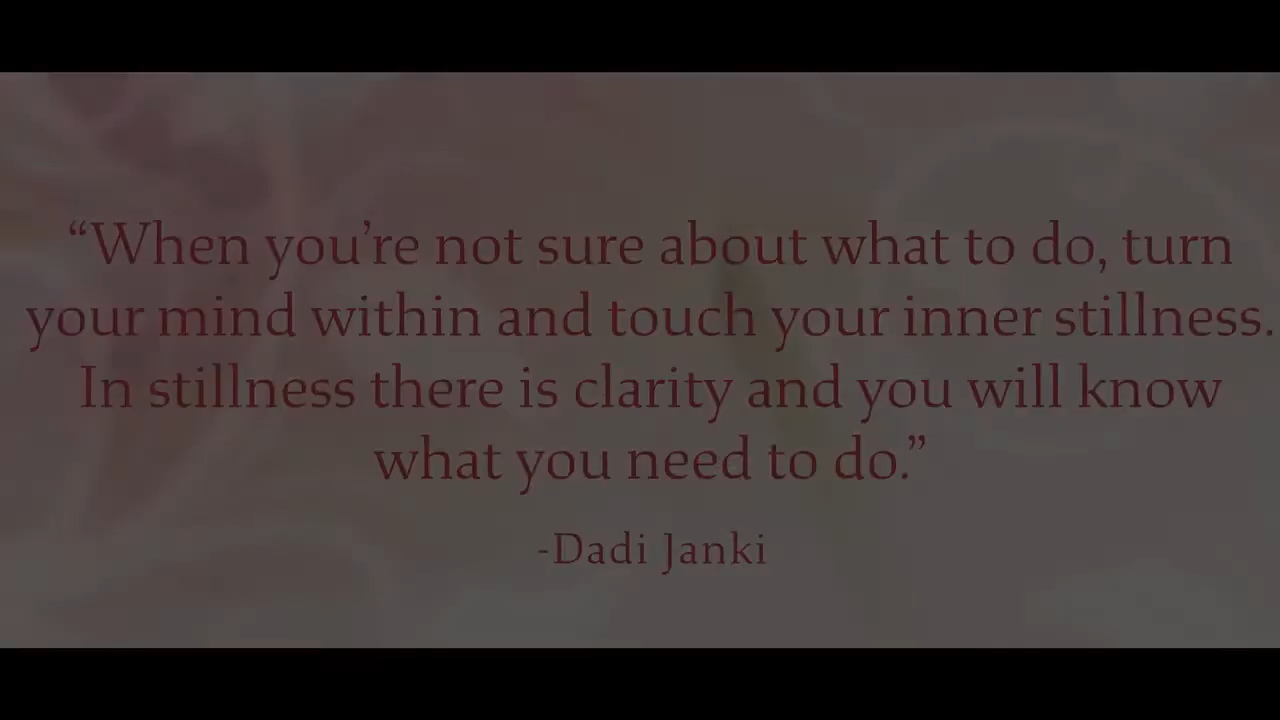 “When you’re not sure about what to do, turn
your mind within and touch your inner stillness.
In stillness there is clarity and you will know
what you need to do.”
-Dadi Janki